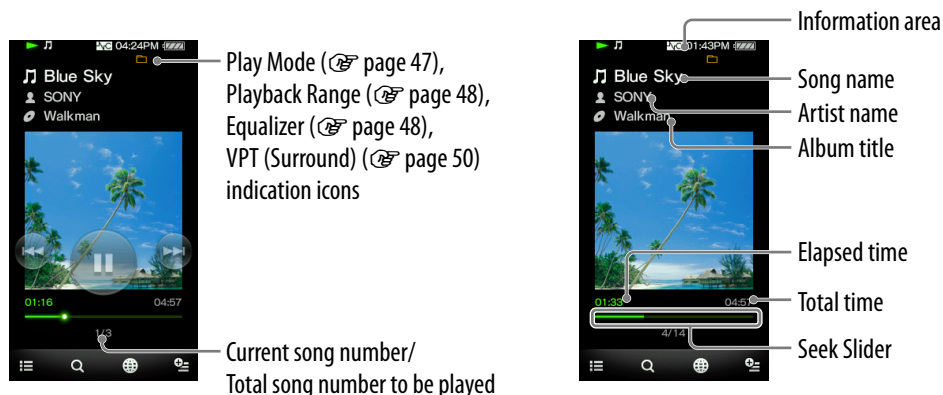 04:24PM
Blue Sky
SONY
Walkman
01:16
04:57
1/3
Play Mode (☞ page 47),
Playback Range (☞ page 48),
Equalizer (☞ page 48),
VPT (Surround) (☞ page 50)
indication icons
Current song number/
Total song number to be played
01:43PM
Blue Sky
SONY
Walkman
01:33
04:57
4/14
Information area
Song name
Artist name
Album title
Elapsed time
Total time
Seek Slider